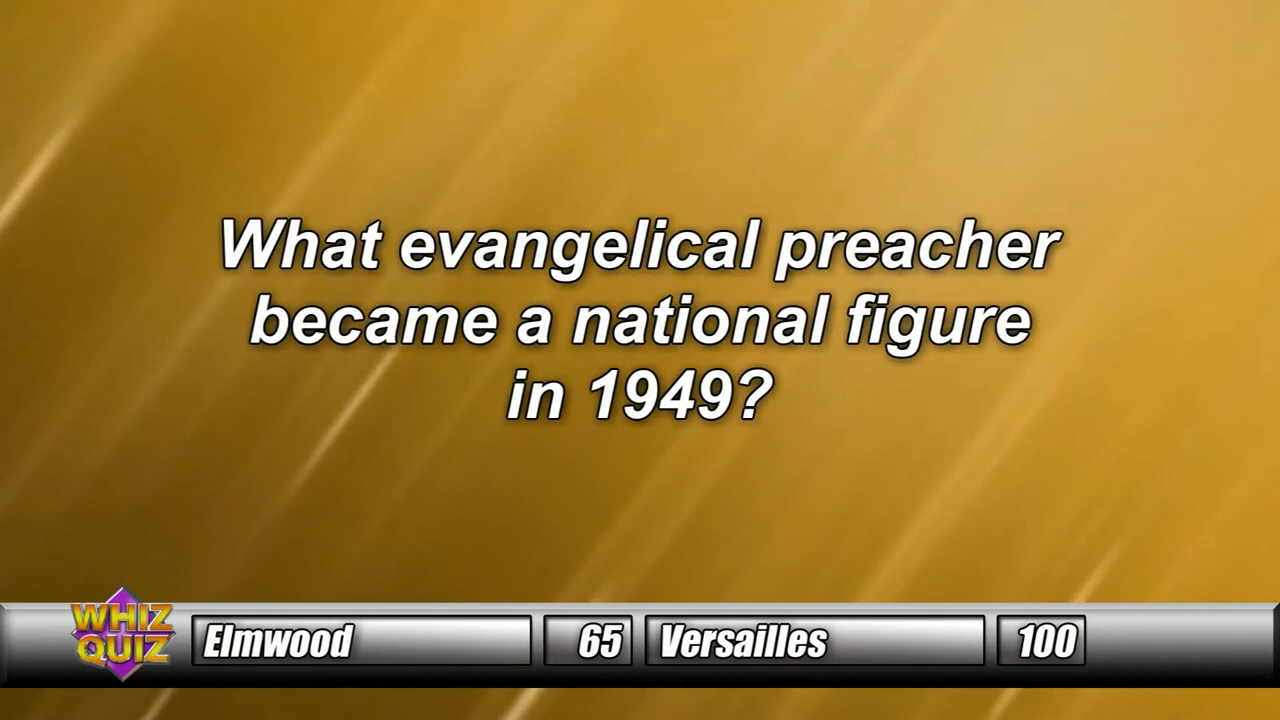 What evangelical preacher
became a national figure
in 1949?
WHIZ
QUIZ
Elmwood 65 Versailles 100